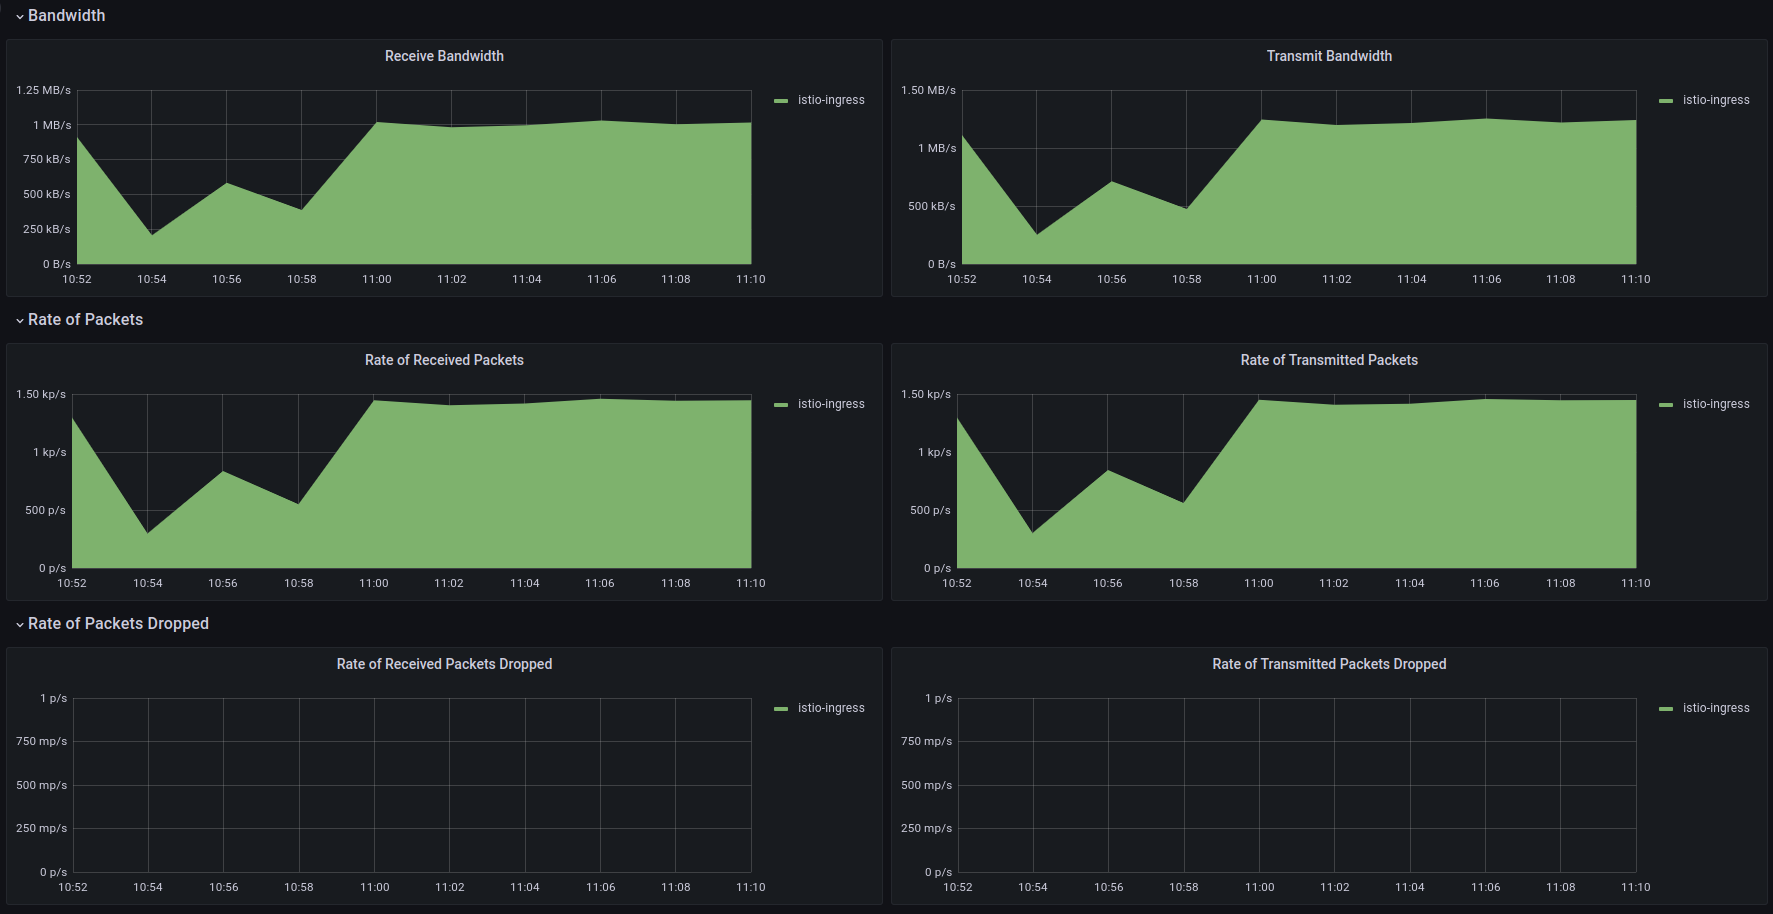 Bandwidth
Receive Bandwidth
1.25 MB/s
1 MB/s
750 kB/s
500 kB/s
250 kB/s
0 B/s
10:52 10:54 10:56 10:58 11:00 11:02 11:04 11:06 11:08 11:10
istio-ingress
Transmit Bandwidth
1.50 MB/s
1 MB/s
500 kB/s
0 B/s
10:52 10:54 10:56 10:58 11:00 11:02 11:04 11:06 11:08 11:10
istio-ingress
Rate of Packets
Rate of Received Packets
1.50 kp/s
1 kp/s
500 p/s
0 p/s
10:52 10:54 10:56 10:58 11:00 11:02 11:04 11:06 11:08 11:10
istio-ingress
Rate of Transmitted Packets
1.50 kp/s
1 kp/s
500 p/s
0 p/s
10:52 10:54 10:56 10:58 11:00 11:02 11:04 11:06 11:08 11:10
istio-ingress
Rate of Packets Dropped
Rate of Received Packets Dropped
1 p/s
750 mp/s
500 mp/s
250 mp/s
0 p/s
10:52 10:54 10:56 10:58 11:00 11:02 11:04 11:06 11:08 11:10
istio-ingress
Rate of Transmitted Packets Dropped
1 p/s
750 mp/s
500 mp/s
250 mp/s
0 p/s
10:52 10:54 10:56 10:58 11:00 11:02 11:04 11:06 11:08 11:10
istio-ingress